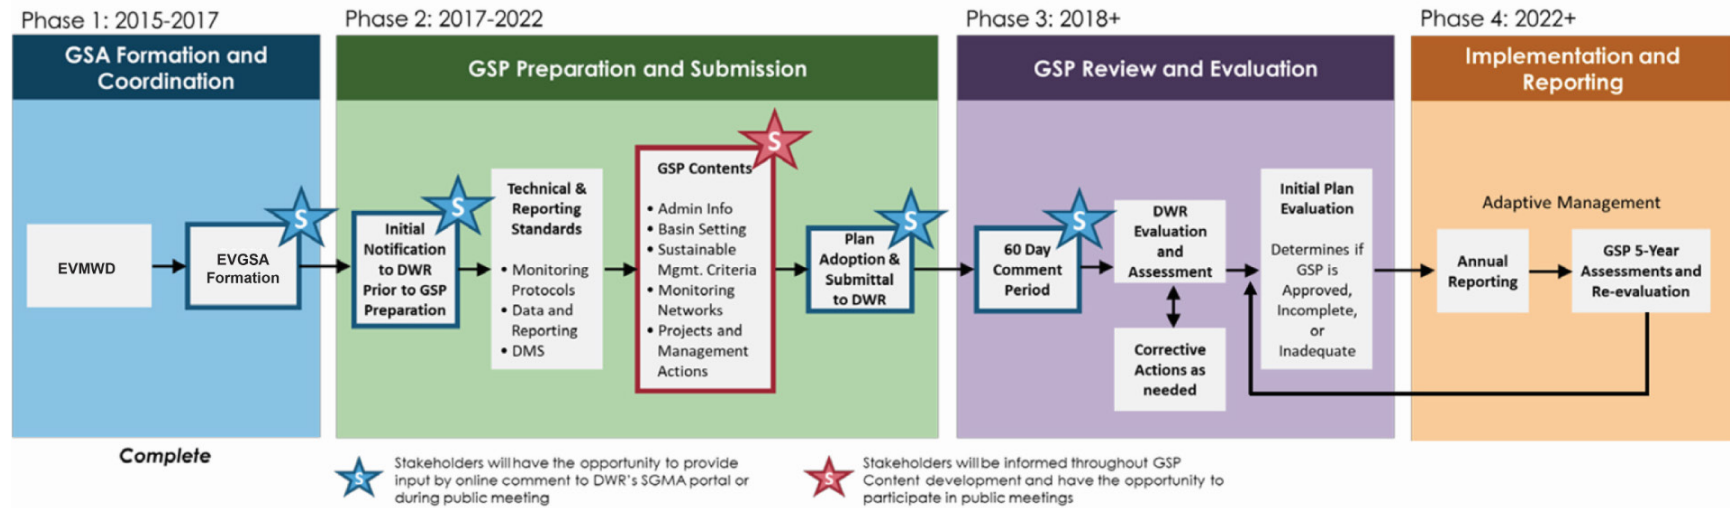 Phase 1: 2015-2017
GSA Formation and
Coordination
EVMWD
S
EVGSA
Formation
Complete
Phase 2: 2017-2022
GSP Preparation and Submission
S
Initial
Notification
to DWR
Prior to GSP
Preparation
Technical &
Reporting
Standards
• Monitoring
Protocols
• Data and
Reporting
• DMS
S
GSP Contents
• Admin Info
• Basin Setting
• Sustainable
Mgmt. Criteria
• Monitoring
Networks
• Projects and
Management
Actions
S
Plan
Adoption &
Submittal
to DWR
Phase 3: 2018+
GSP Review and Evaluation
S
60 Day
Comment
Period
DWR
Evaluation
and
Assessment
Corrective
Actions as
needed
Initial Plan
Evaluation
Determines if
GSP is
Approved,
Incomplete,
or
Inadequate
Phase 4: 2022+
Implementation and
Reporting
Adaptive Management
Annual
Reporting
GSP 5-Year
Assessments and
Re-evaluation
S
Stakeholders will have the opportunity to provide
input by online comment to DWR's SGMA portal or
during public meeting
S
Stakeholders will be informed throughout GSP
Content development and have the opportunity to
participate in public meetings